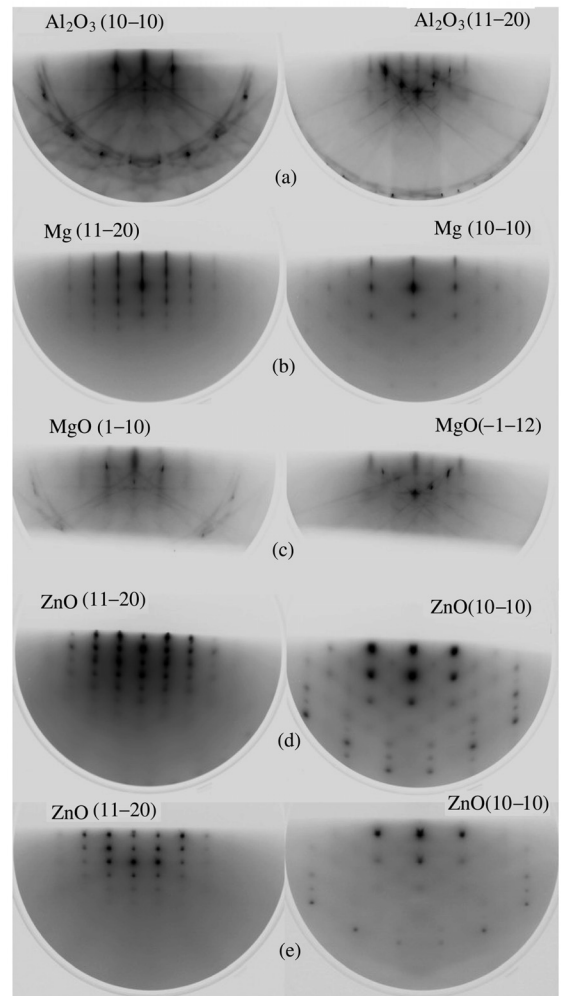 Al₂O₃ (10–10) Al₂O₃(11–20)
(a)
Mg (11–20) Mg (10–10)
(b)
MgO (1–10) MgO(–1–12)
(c)
ZnO (11–20) ZnO(10–10)
(d)
ZnO (11–20) ZnO(10–10)
(e)